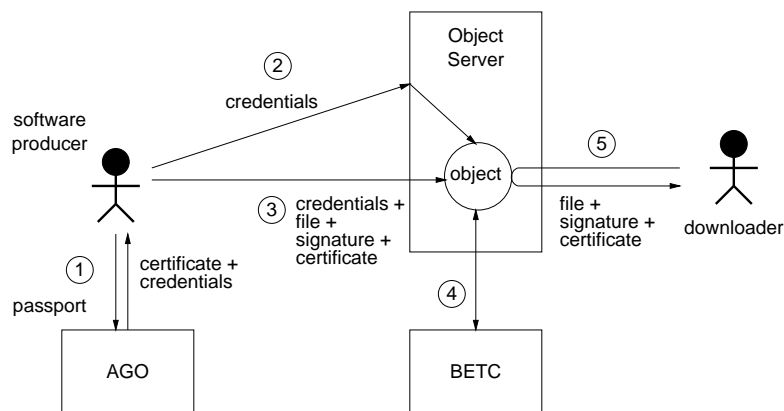 Object
Server
2
credentials
software
producer
5
object
3
credentials +
file +
signature +
certificate
file +
signature +
certificate
downloader
1
certificate +
credentials
passport
4
AGO
BETC